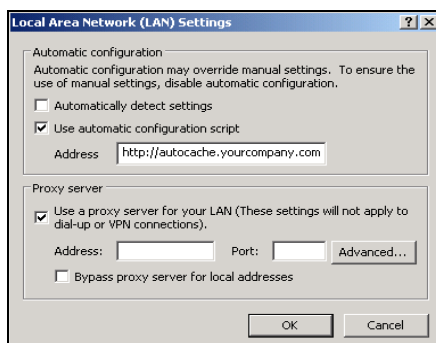 Local Area Network (LAN) Settings
Automatic configuration
Automatic configuration may override manual settings. To ensure the
use of manual settings, disable automatic configuration.
Automatically detect settings
Use automatic configuration script
Address http://autocache.yourcompany.com
Proxy server
Use a proxy server for your LAN (These settings will not apply to
dial-up or VPN connections).
Address: Port: Advanced...
Bypass proxy server for local addresses
OK Cancel